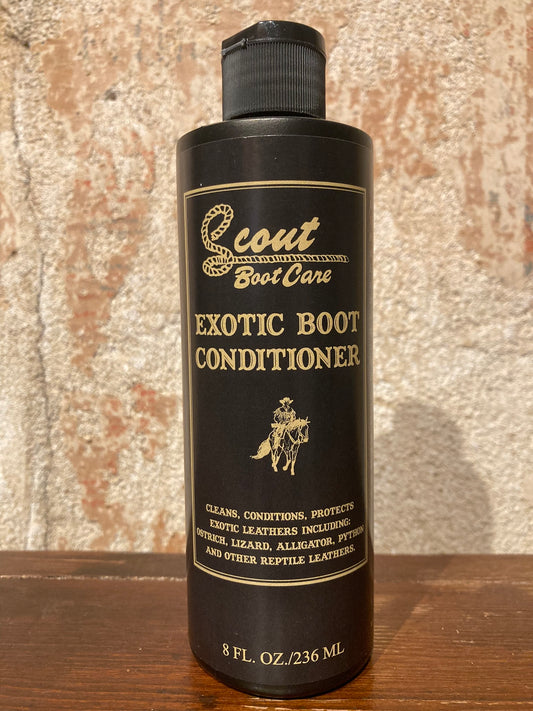 Scout
Boot Care
EXOTIC BOOT
CONDITIONER
CLEANS, CONDITIONS, PROTECTS
EXOTIC LEATHERS INCLUDING:
OSTRICH, LIZARD, ALLIGATOR, PYTHON
AND OTHER REPTILE LEATHERS.
8 FL. OZ./236 ML